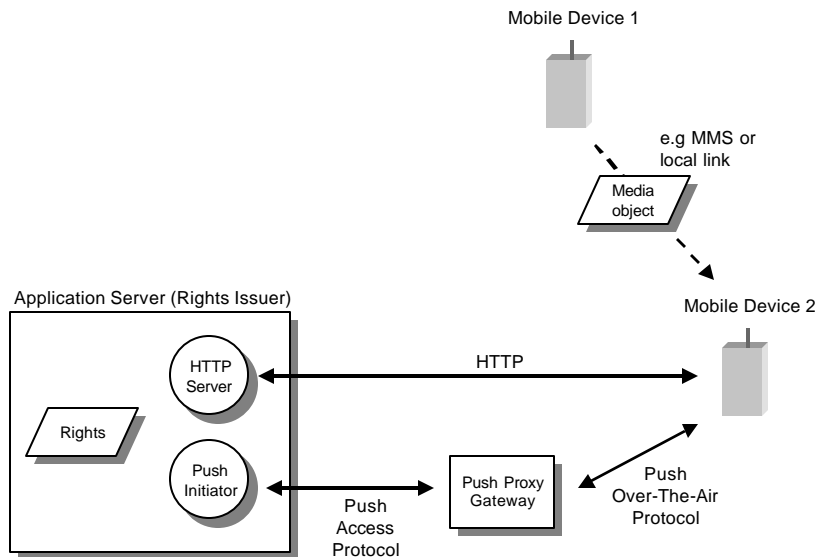 Mobile Device 1
e.g MMS or
local link
Media
object
Application Server (Rights Issuer)
Mobile Device 2
HTTP
Server
HTTP
Rights
Push
Initiator
Push Proxy
Gateway
Push
Access
Protocol
Push
Over-The-Air
Protocol